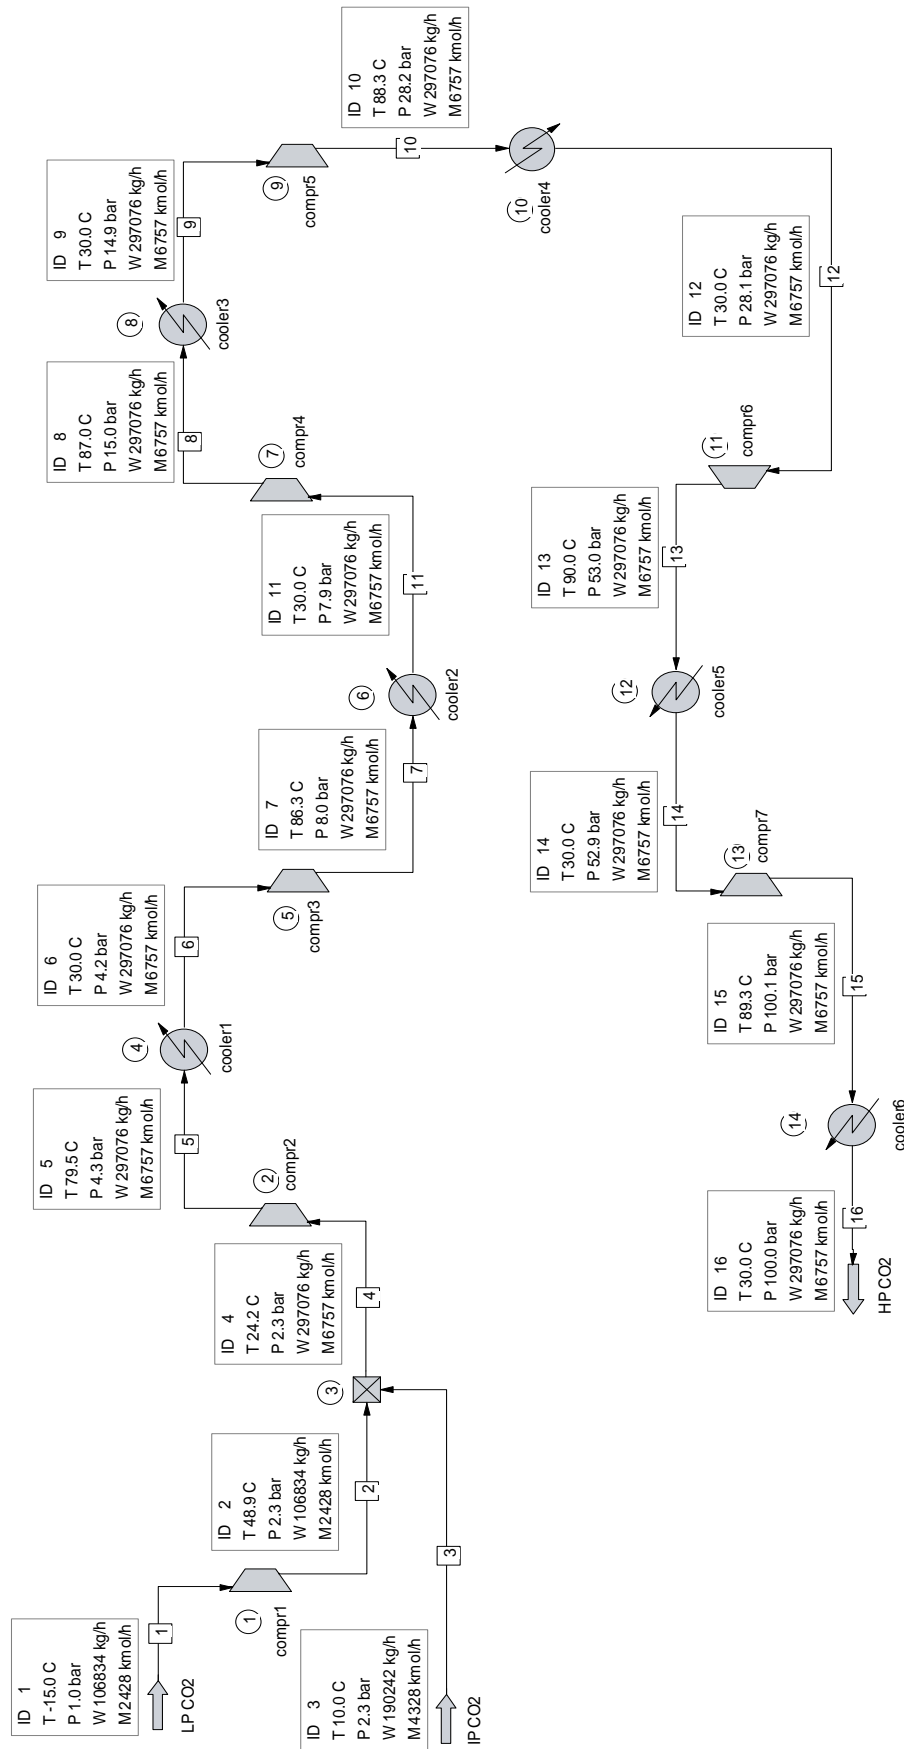 ID 1
T -15.0 C
P 1.0 bar
W 106834 kg/h
M 2428 kmol/h
1
LP CO2
1
compr1
ID 2
T 48.9 C
P 2.3 bar
W 106834 kg/h
M 2428 kmol/h
2
ID 3
T 10.0 C
P 2.3 bar
W 190242 kg/h
M 4328 kmol/h
3
IP CO2
3
ID 4
T 24.2 C
P 2.3 bar
W 297076 kg/h
M 6757 kmol/h
4
2
compr2
ID 5
T 79.5 C
P 4.3 bar
W 297076 kg/h
M 6757 kmol/h
5
4
cooler1
ID 6
T 30.0 C
P 4.2 bar
W 297076 kg/h
M 6757 kmol/h
6
5
compr3
ID 7
T 86.3 C
P 8.0 bar
W 297076 kg/h
M 6757 kmol/h
7
6
cooler2
ID 11
T 30.0 C
P 7.9 bar
W 297076 kg/h
M 6757 kmol/h
11
7
compr4
ID 8
T 87.0 C
P 15.0 bar
W 297076 kg/h
M 6757 kmol/h
8
8
cooler3
ID 9
T 30.0 C
P 14.9 bar
W 297076 kg/h
M 6757 kmol/h
9
9
compr5
ID 10
T 88.3 C
P 28.2 bar
W 297076 kg/h
M 6757 kmol/h
10
10
cooler4
ID 12
T 30.0 C
P 28.1 bar
W 297076 kg/h
M 6757 kmol/h
12
11
compr6
ID 13
T 90.0 C
P 53.0 bar
W 297076 kg/h
M 6757 kmol/h
13
12
cooler5
ID 14
T 30.0 C
P 52.9 bar
W 297076 kg/h
M 6757 kmol/h
14
13
compr7
ID 15
T 89.3 C
P 100.1 bar
W 297076 kg/h
M 6757 kmol/h
15
14
cooler6
ID 16
T 30.0 C
P 100.0 bar
W 297076 kg/h
M 6757 kmol/h
16
HP CO2